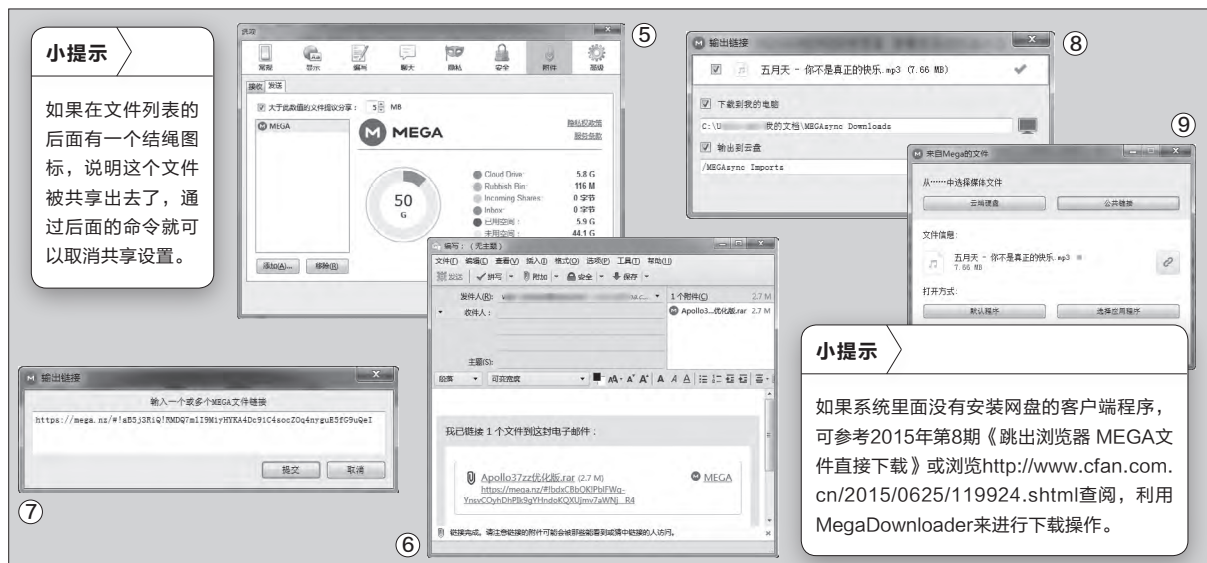 小提示
如果在文件列表的
后面有一个结绳图
标，说明这个文件
被共享出去了，通
过后面的命令就可
以取消共享设置。
选项
常规 显示 编写 聊天 隐私 安全 附件 高级
接收 发送
大于此数值的文件提议分享： 5 MB
MEGA
MEGA
隐私权政策
服务条款
50
G
Cloud Drive: 5.8 G
Rubbish Bin: 116 M
Incoming Shares: 0 字节
Inbox: 0 字节
已用空间： 5.9 G
未用空间： 44.1 G
添加(A)... 移除(R)
⑤
编写：（无主题）
文件(F) 编辑(E) 查看(V) 插入(I) 格式(O) 选项(P) 工具(T) 帮助(H)
发送 拼写 附加 安全 保存
发件人(R):
1 个附件(C) 2.7 M
收件人：
Apollo3...优化版.rar 2.7 M
主题(S):
段落 可变宽度
我已链接 1 个文件到这封电子邮件：
Apollo37zz优化版.rar (2.7 M) MEGA
链接完成。请注意链接的附件可能会被那些能看到或猜中链接的人访问。
⑥
输出链接
输入一个或多个MEGA文件链接
提交 取消
⑦
输出链接
五月天 - 你不是真正的快乐.mp3 (7.66 MB)
下载到我的电脑
我的文档\MEGAsync Downloads
输出到云盘
/MEGAsync Imports
⑧
⑨
来自Mega的文件
从……中选择媒体文件
云端硬盘 公共链接
文件信息:
五月天 - 你不是真正的快乐.mp3
7.66 MB
打开方式:
默认程序 选择应用程序
小提示
如果系统里面没有安装网盘的客户端程序，
可参考2015年第8期《跳出浏览器 MEGA文
件直接下载》或浏览http://www.cfan.com.
cn/2015/0625/119924.shtml查阅，利用
MegaDownloader来进行下载操作。